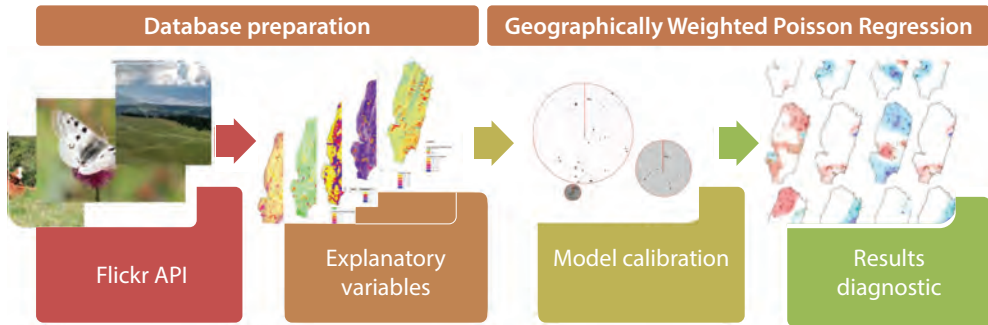 Database preparation
Geographically Weighted Poisson Regression
Flickr API
Explanatory
variables
Model calibration
Results
diagnostic